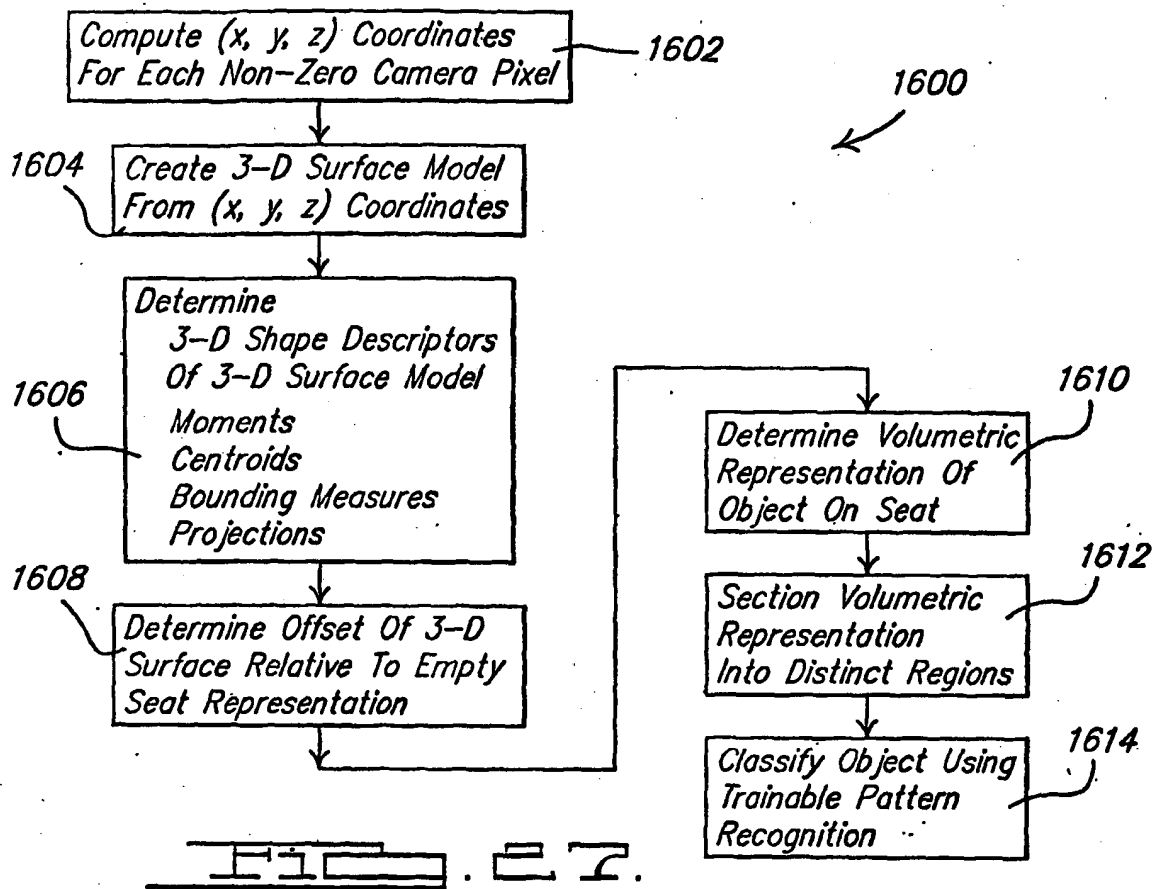 Compute (x, y, z) Coordinates
For Each Non-Zero Camera Pixel
1602
1600
1604
Create 3-D Surface Model
From (x, y, z) Coordinates
Determine
3-D Shape Descriptors
Of 3-D Surface Model
1606
Moments
Centroids
Bounding Measures
Projections
1608
Determine Offset Of 3-D
Surface Relative To Empty
Seat Representation
1610
Determine Volumetric
Representation Of
Object On Seat
1612
Section Volumetric
Representation
Into Distinct Regions
1614
Classify Object Using
Trainable Pattern
Recognition